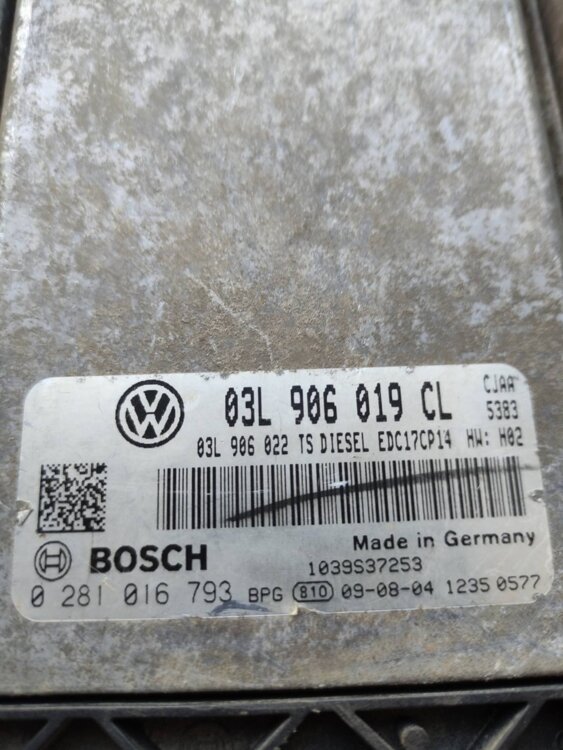 03L 906 019 CL CJAA
5383
03L 906 022 TS DIESEL EDC17CP14 HW: H02
Made in Germany
BOSCH 1039S37253
0 281 016 793 BPG 810 09-08-04 1235 0577